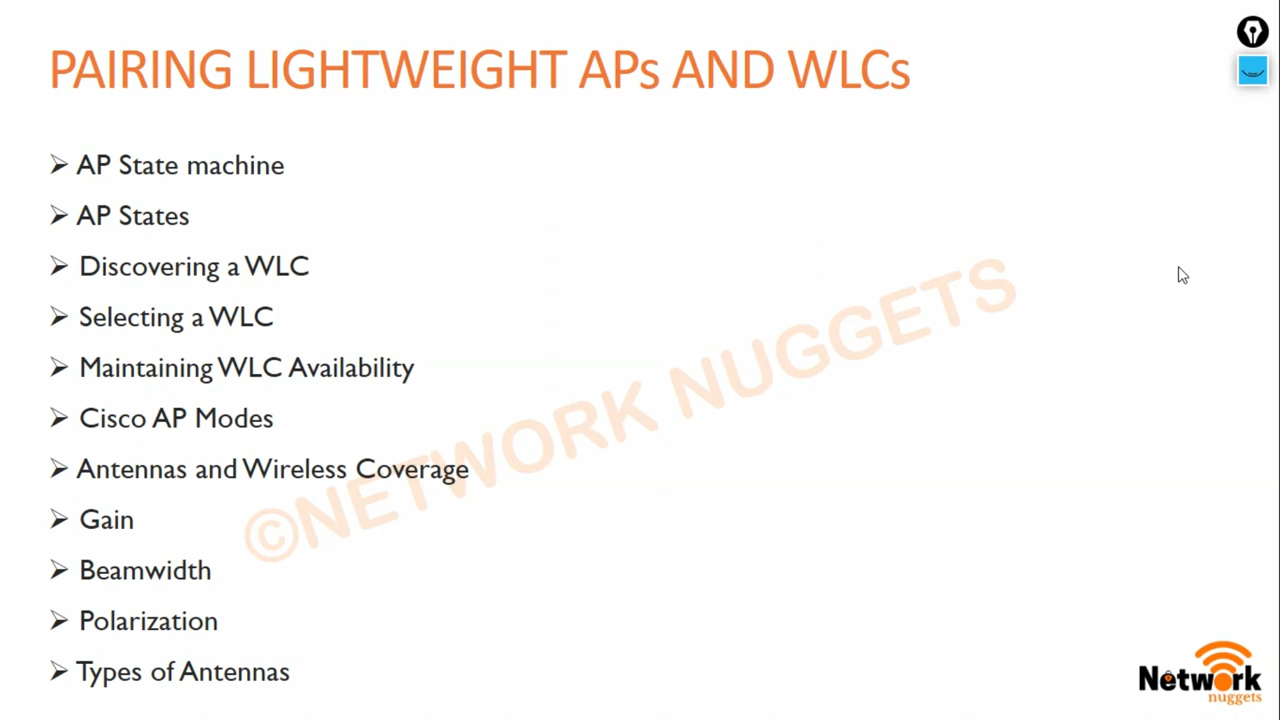 PAIRING LIGHTWEIGHT APs AND WLCs
AP State machine
AP States
Discovering a WLC
Selecting a WLC
Maintaining WLC Availability
Cisco AP Modes
Antennas and Wireless Coverage
Gain
Beamwidth
Polarization
Types of Antennas
©NETWORK NUGGETS
Network
nuggets